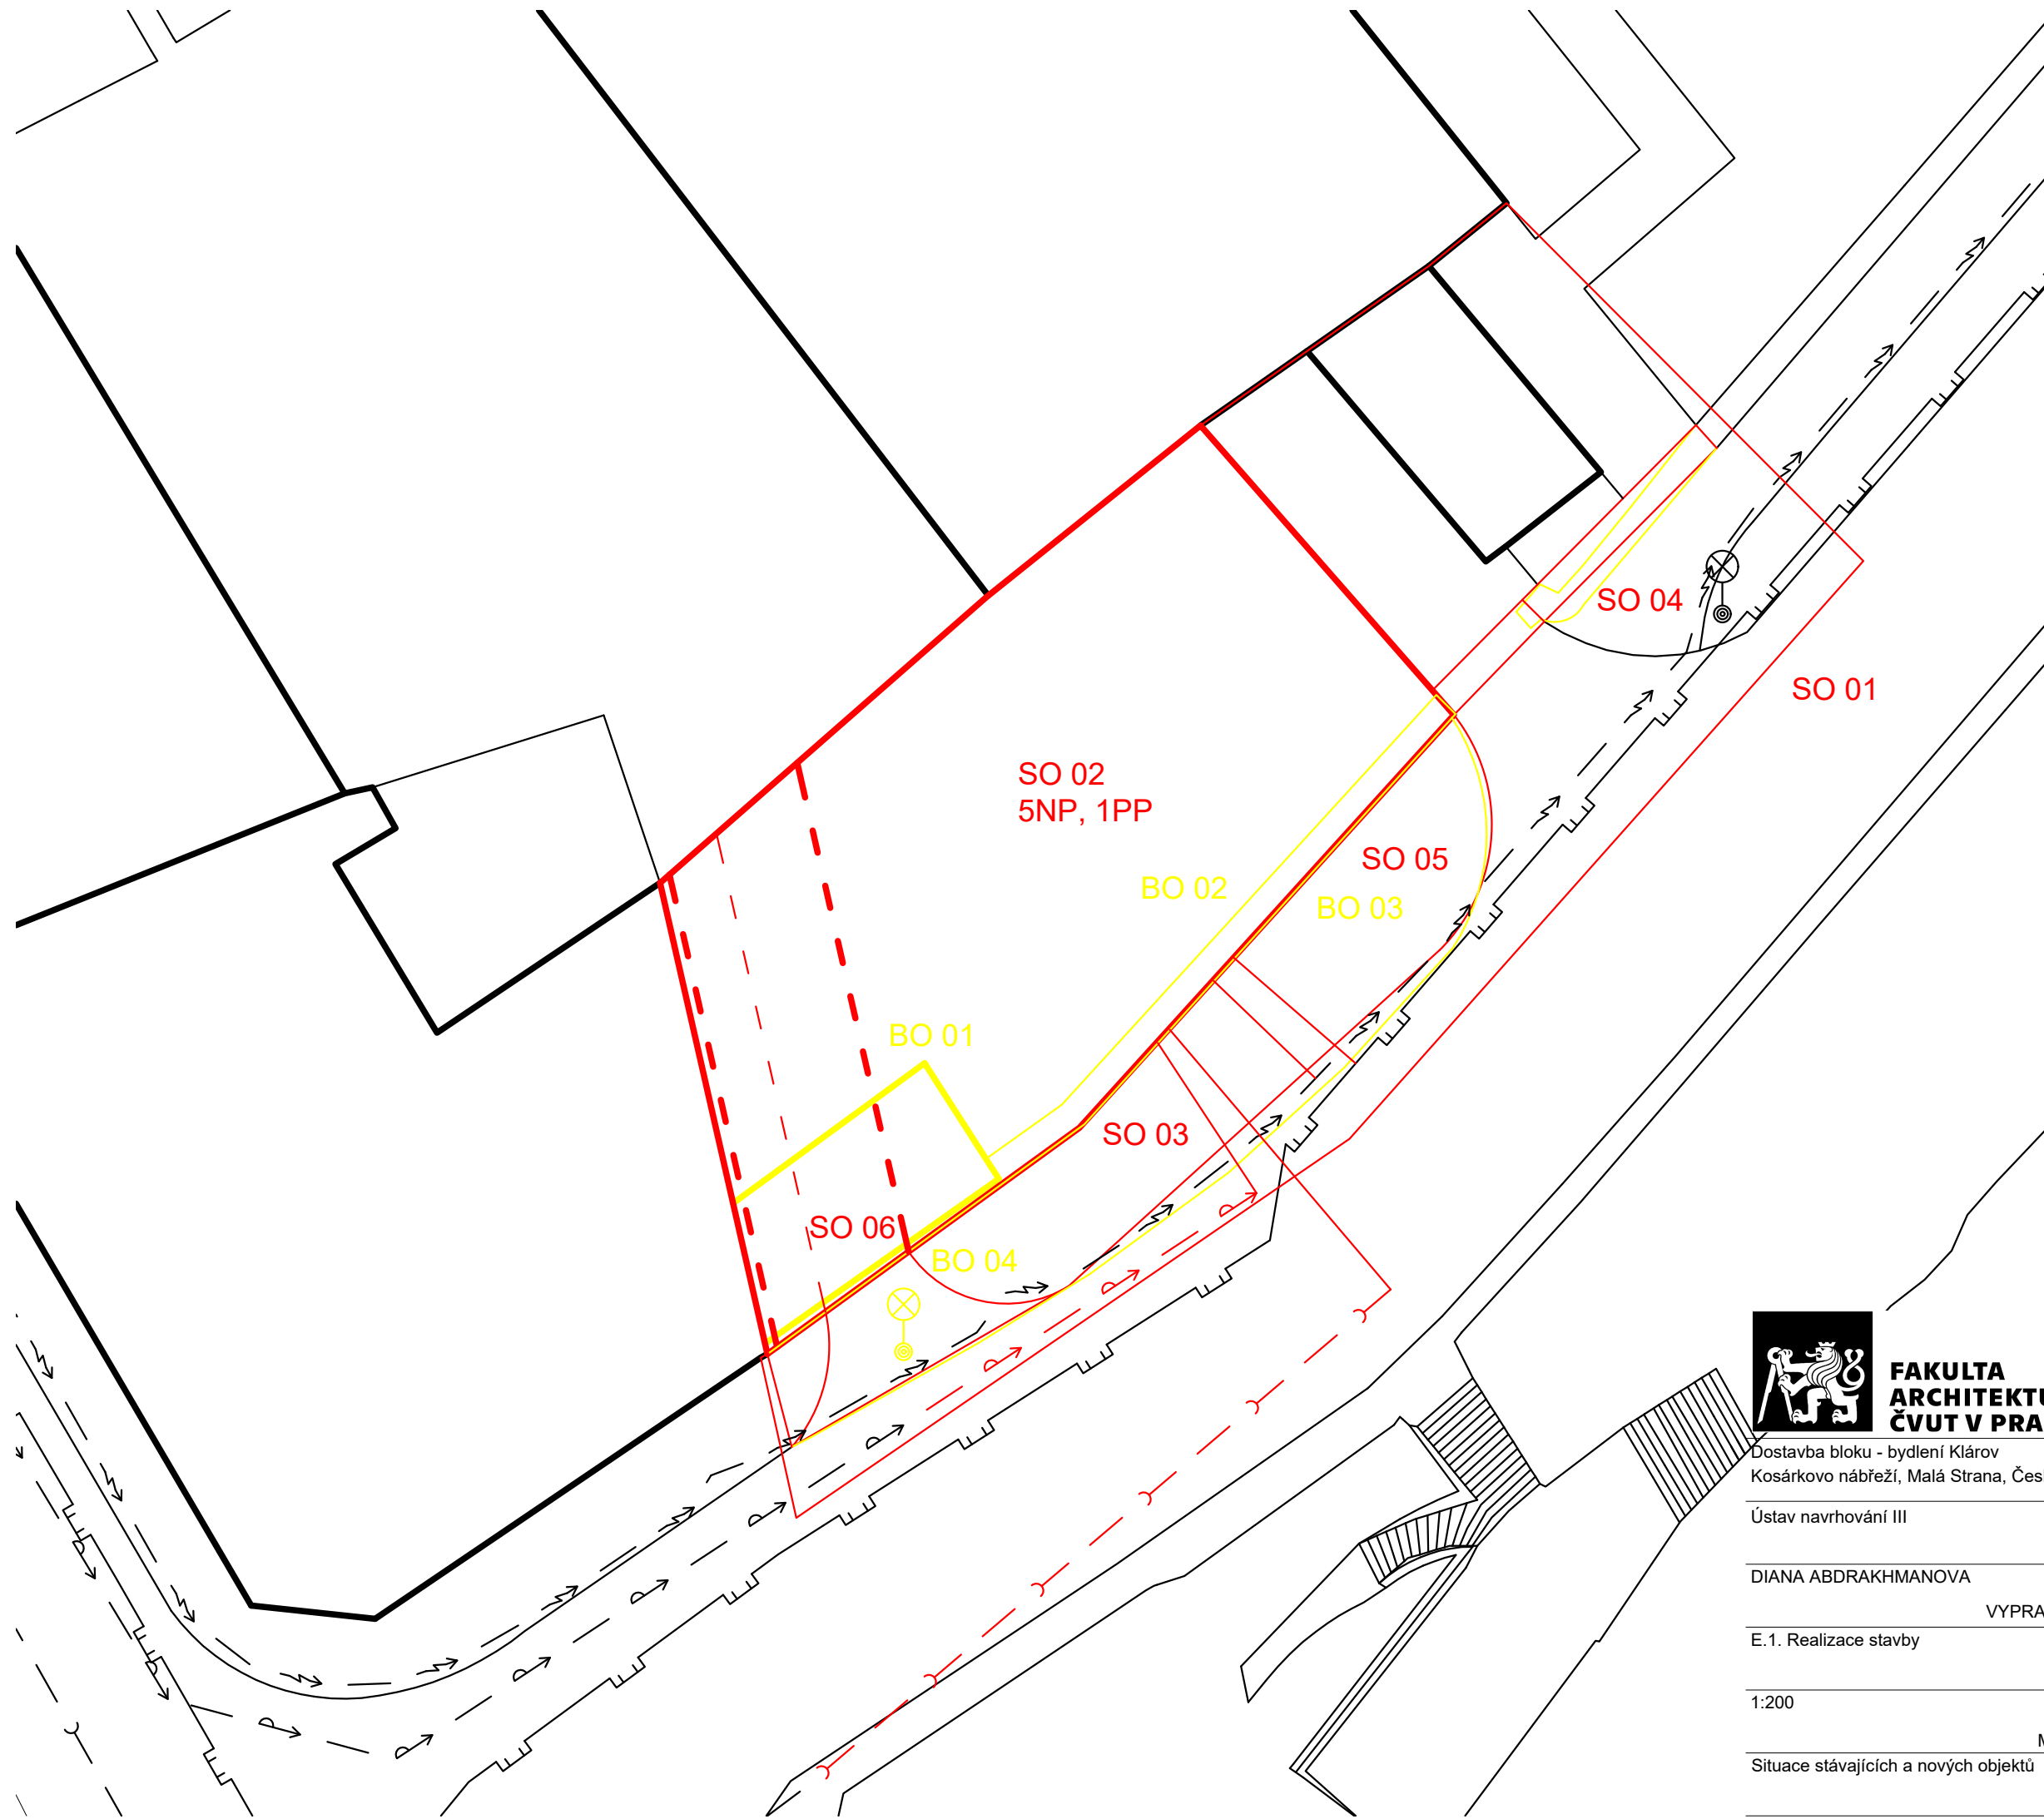 SO 04
SO 01
SO 02
5NP, 1PP
SO 05
BO 02
BO 03
BO 01
SO 03
SO 06
BO 04
FAKULTA
ARCHITEKTU
ČVUT V PRA
Dostavba bloku - bydlení Klárov
Kosárkovo nábřeží, Malá Strana, Čes
Ústav navrhování III
DIANA ABDRAKHMANOVA
VYPRA
E.1. Realizace stavby
1:200
M
Situace stávajících a nových objektů